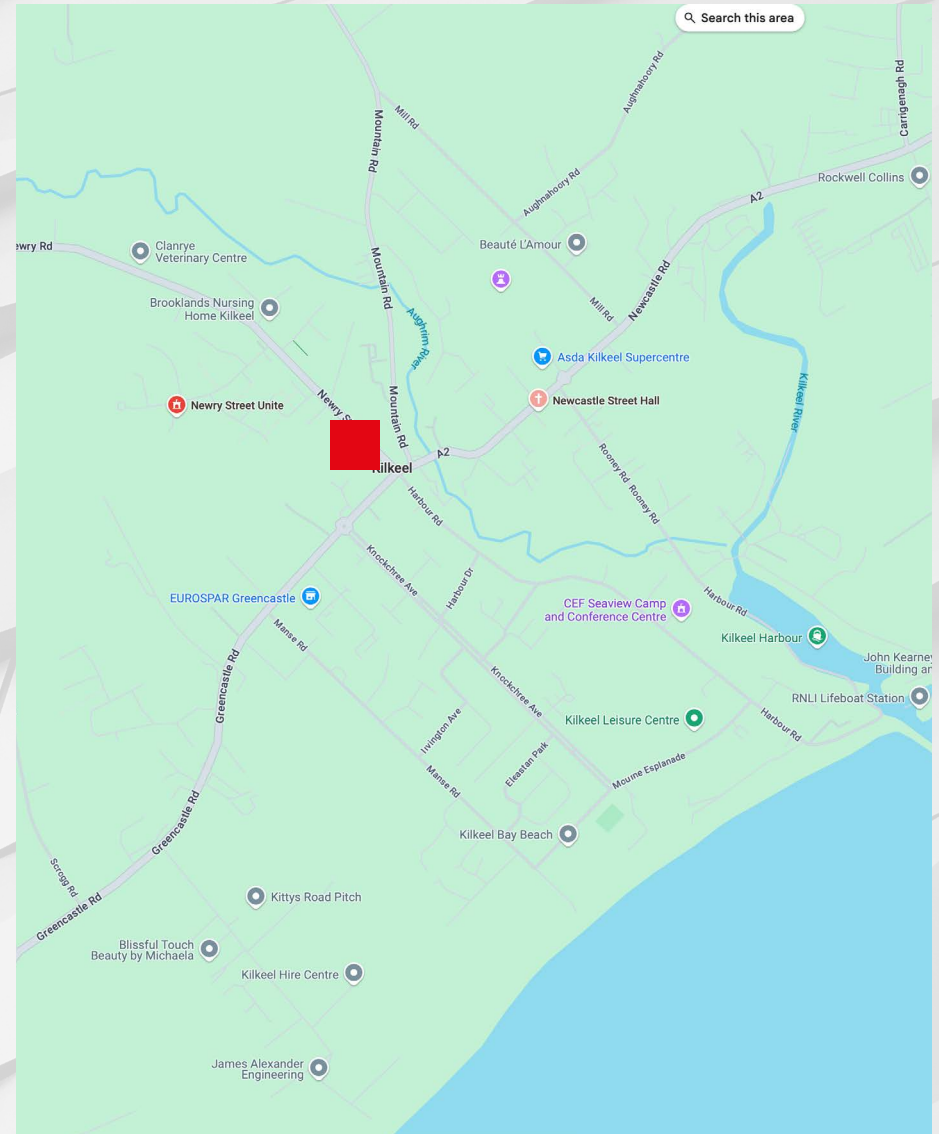 Search this area
Carrigenagh Rd
Aughnahoory Rd
Mill Rd
Mountain Rd
Rockwell Collins
Aughnahoory Rd
A2
Beauté L'Amour
ewry Rd
Clanrye
Veterinary Centre
Mountain Rd
Newcastle Rd
Brooklands Nursing
Home Kilkeel
Mill Rd
Aughrim River
Asda Kilkeel Supercentre
Kilkeel River
Newry Street Unite
Newry S
Mountain Rd
Newcastle Street Hall
A2
Kilkeel
Rooney Rd
Rooney Rd
Harbour Rd
Knockchree Ave
Harbour Dr
EUROSPAR Greencastle
CEF Seaview Camp
and Conference Centre
Harbour Rd
Manse Rd
Kilkeel Harbour
John Kearney
Building an
Greencastle Rd
Knockchree Ave
RNLI Lifeboat Station
Kilkeel Leisure Centre
Harbour Rd
Irvington Ave
Eleastan Park
Mourne Esplanade
Manse Rd
Greencastle Rd
Kilkeel Bay Beach
Scrogg Rd
Kittys Road Pitch
Greencastle Rd
Blissful Touch
Beauty by Michaela
Kilkeel Hire Centre
James Alexander
Engineering